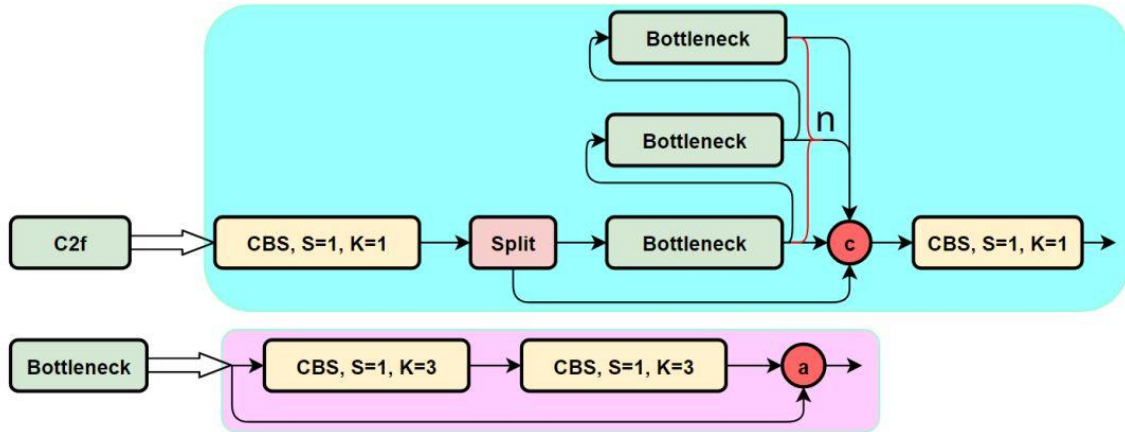 Bottleneck
n
Bottleneck
C2f
CBS, S=1, K=1
Split
Bottleneck
c
CBS, S=1, K=1
Bottleneck
CBS, S=1, K=3
CBS, S=1, K=3
a